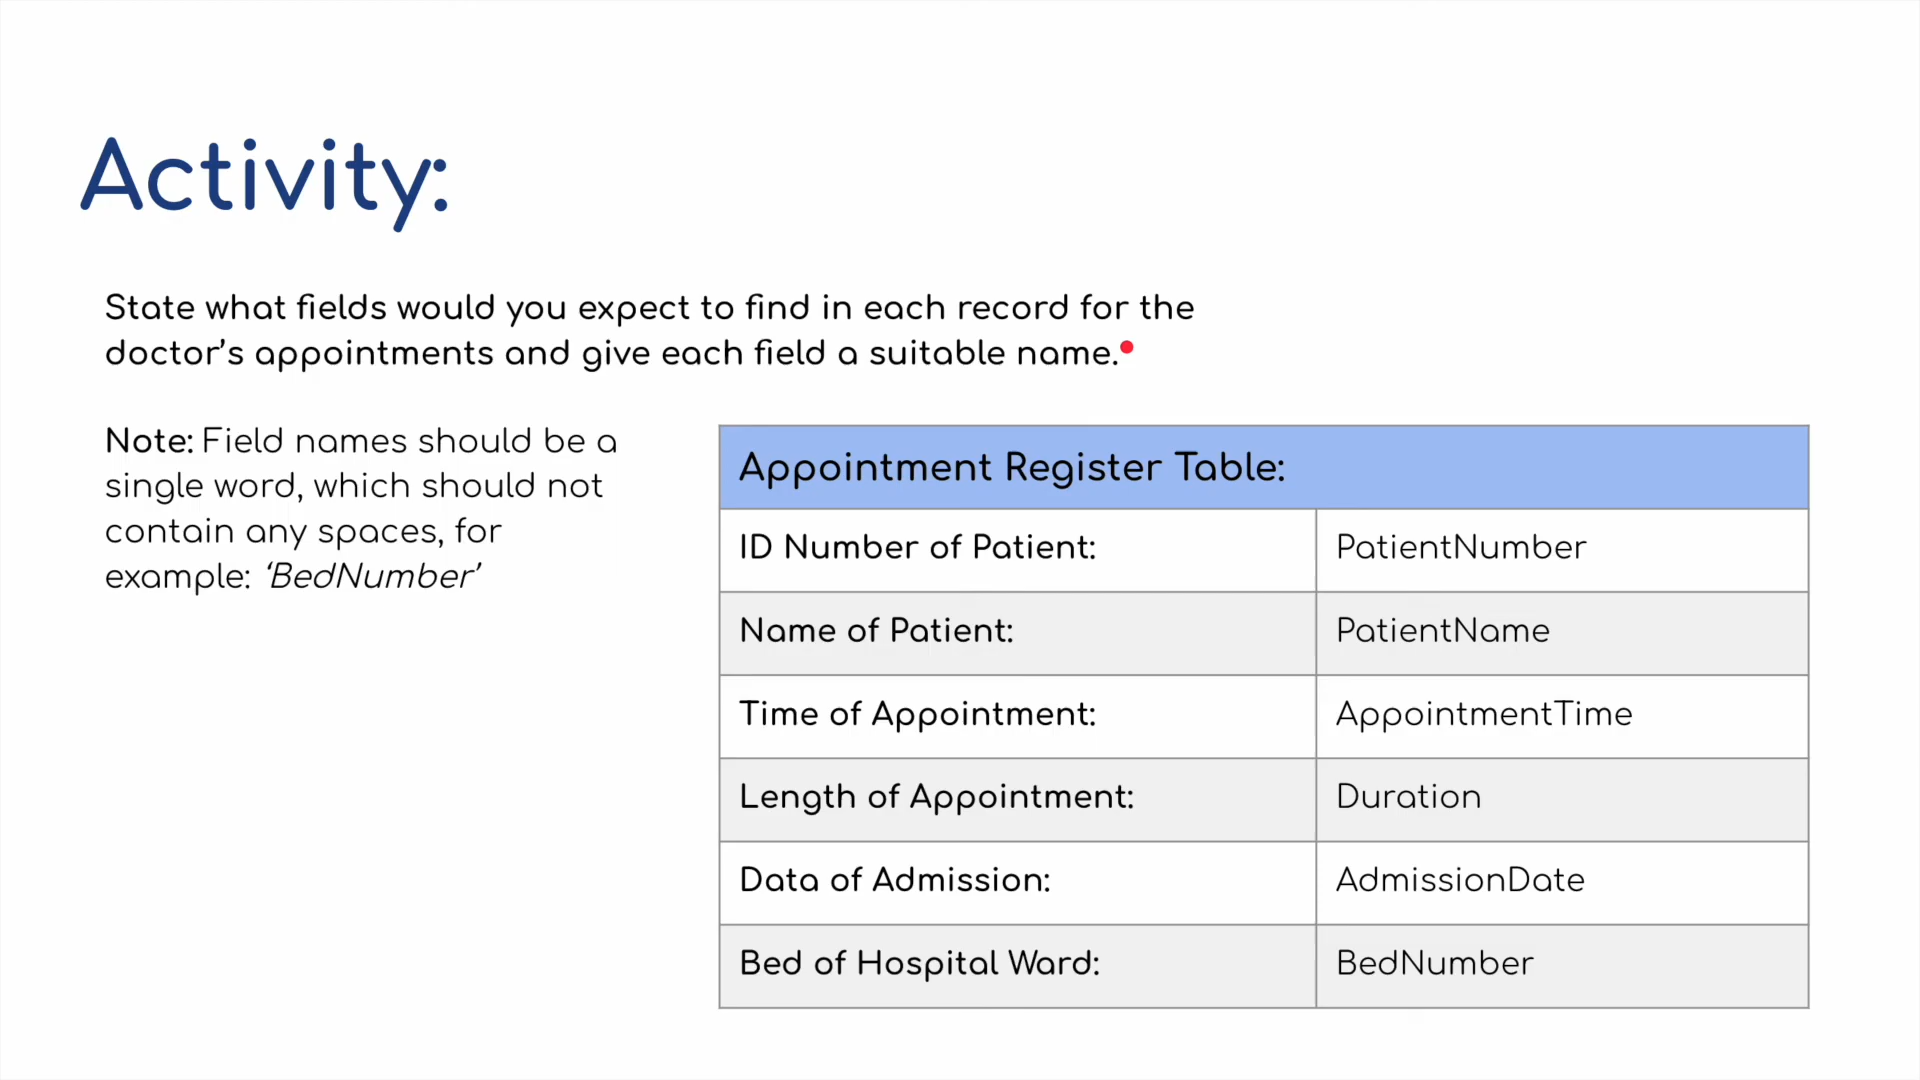 Activity:
State what fields would you expect to find in each record for the
doctor’s appointments and give each field a suitable name.
Note: Field names should be a
single word, which should not
contain any spaces, for
example: ‘BedNumber’
Appointment Register Table:
ID Number of Patient: PatientNumber
Name of Patient: PatientName
Time of Appointment: AppointmentTime
Length of Appointment: Duration
Data of Admission: AdmissionDate
Bed of Hospital Ward: BedNumber